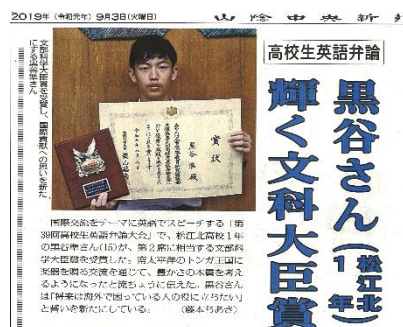 2019年(令和元年)9月3日(火曜日)
山陰中央新
高校生英語弁論
黒谷さん(松江北1年)
輝く文科大臣賞
文部科学大臣賞を受賞し、国際貢献への思いを新た
にする黒谷隼さん
賞状
国際交流をテーマに英語でスピーチする「第
39回高校生英語弁論大会」で、松江北高校1年
の黒谷隼さん(15)が、第2席に相当する文部科
学大臣賞を受賞した。南太平洋のトンガ王国に
楽器を贈る交流を通じて、豊かさの本質を考え
るようになったと流ちょうに伝えた。黒谷さん
は「将来は海外で困っている人の役に立ちたい」
と誓いを新たにしている。(藤本ちあき)